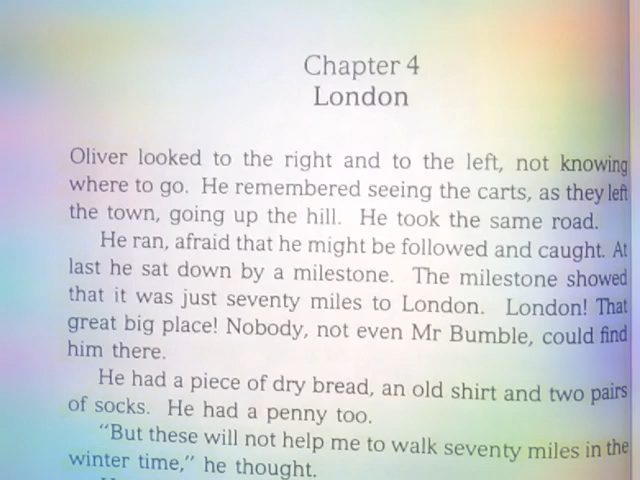 Chapter 4
London
Oliver looked to the right and to the left, not knowing
where to go. He remembered seeing the carts, as they left
the town, going up the hill. He took the same road.
He ran, afraid that he might be followed and caught. At
last he sat down by a milestone. The milestone showed
that it was just seventy miles to London. London! That
great big place! Nobody, not even Mr Bumble, could find
him there.
He had a piece of dry bread, an old shirt and two pairs
of socks. He had a penny too.
“But these will not help me to walk seventy miles in the
winter time,” he thought.